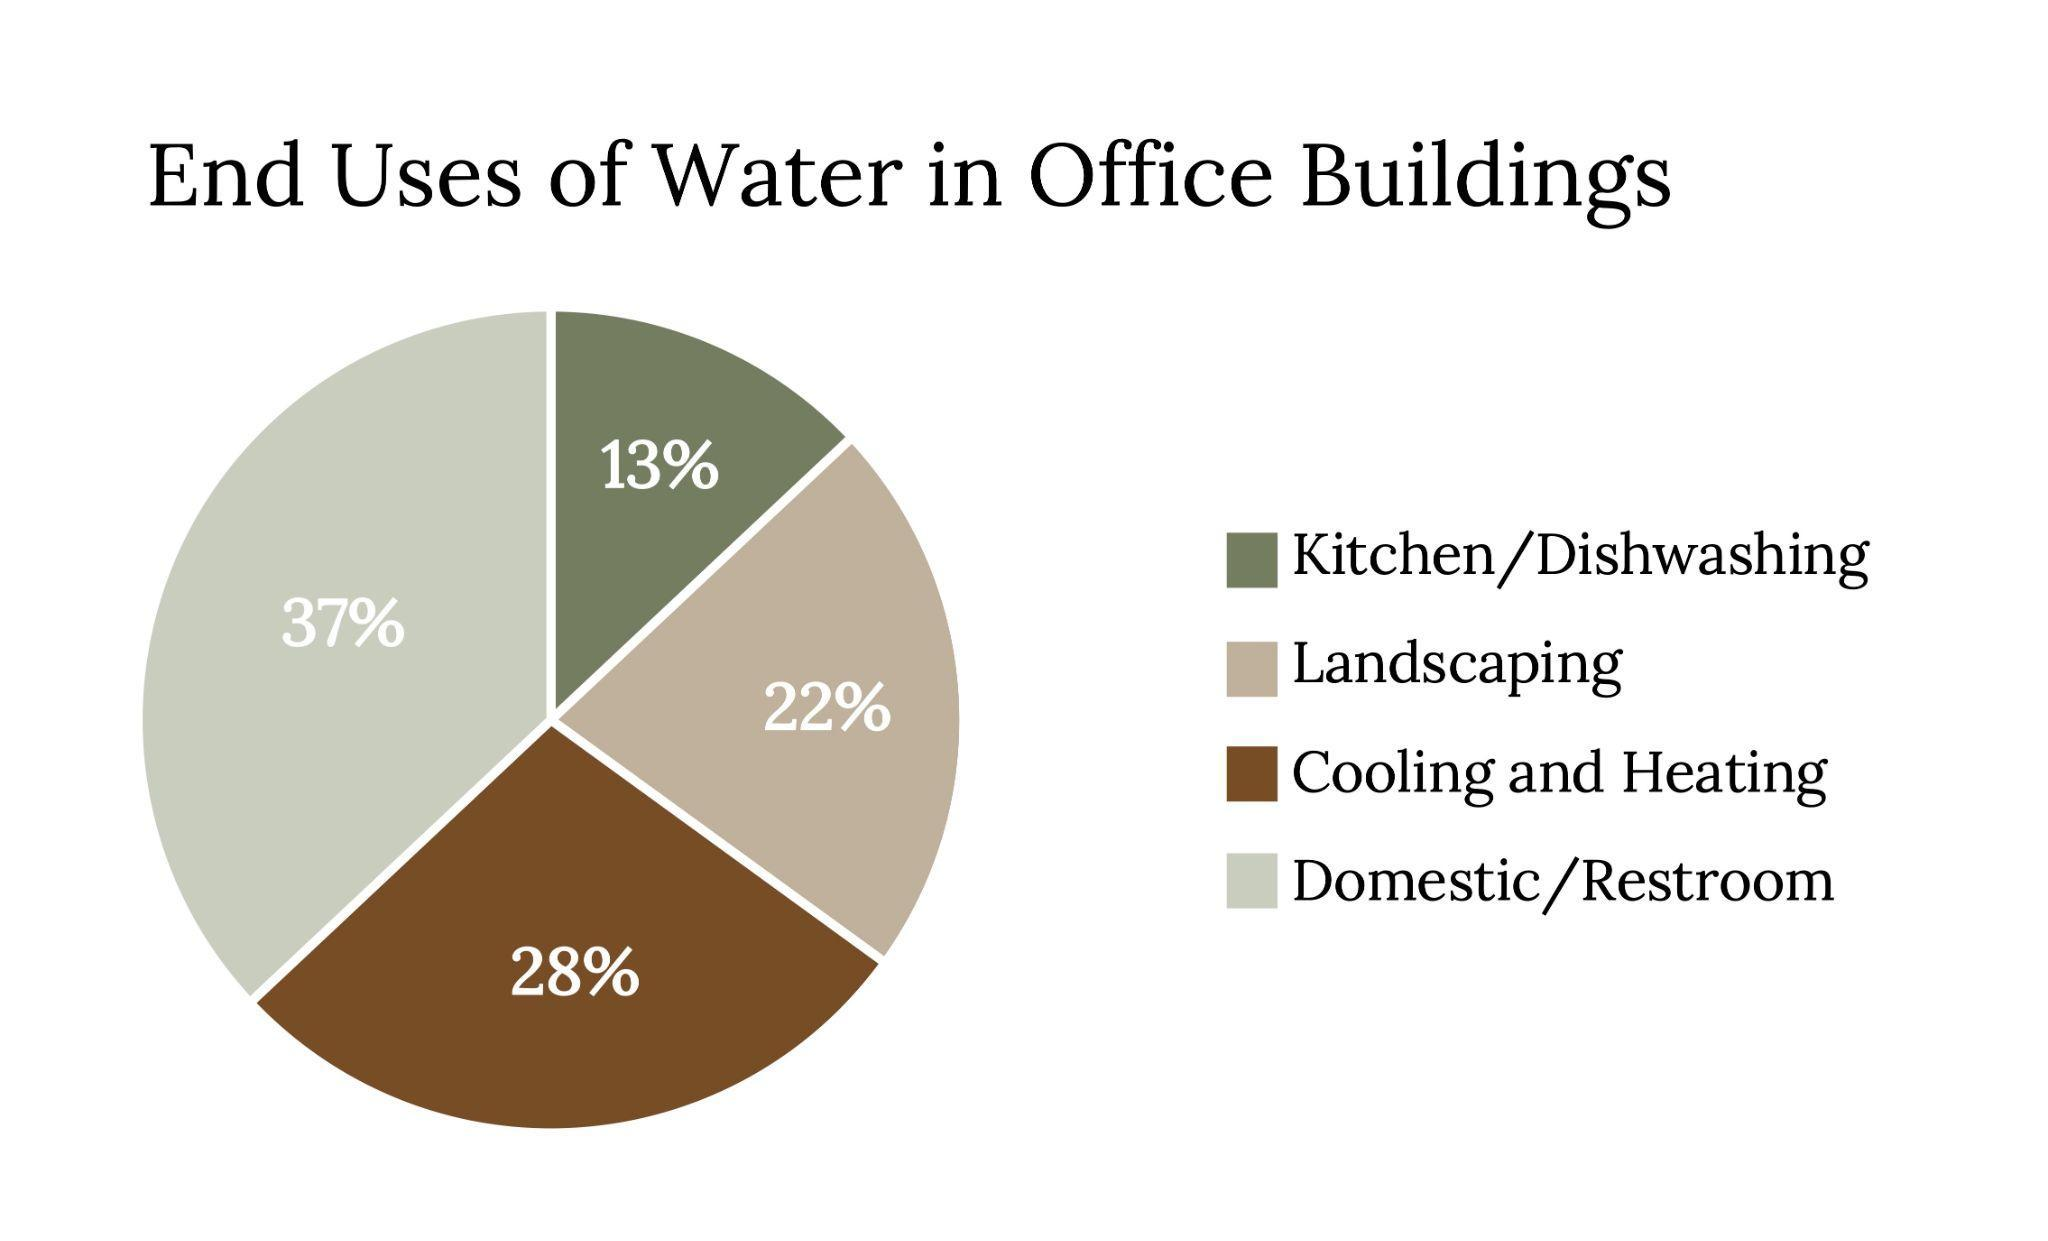 End Uses of Water in Office Buildings
13%
37%
22%
28%
Kitchen/Dishwashing
Landscaping
Cooling and Heating
Domestic/Restroom